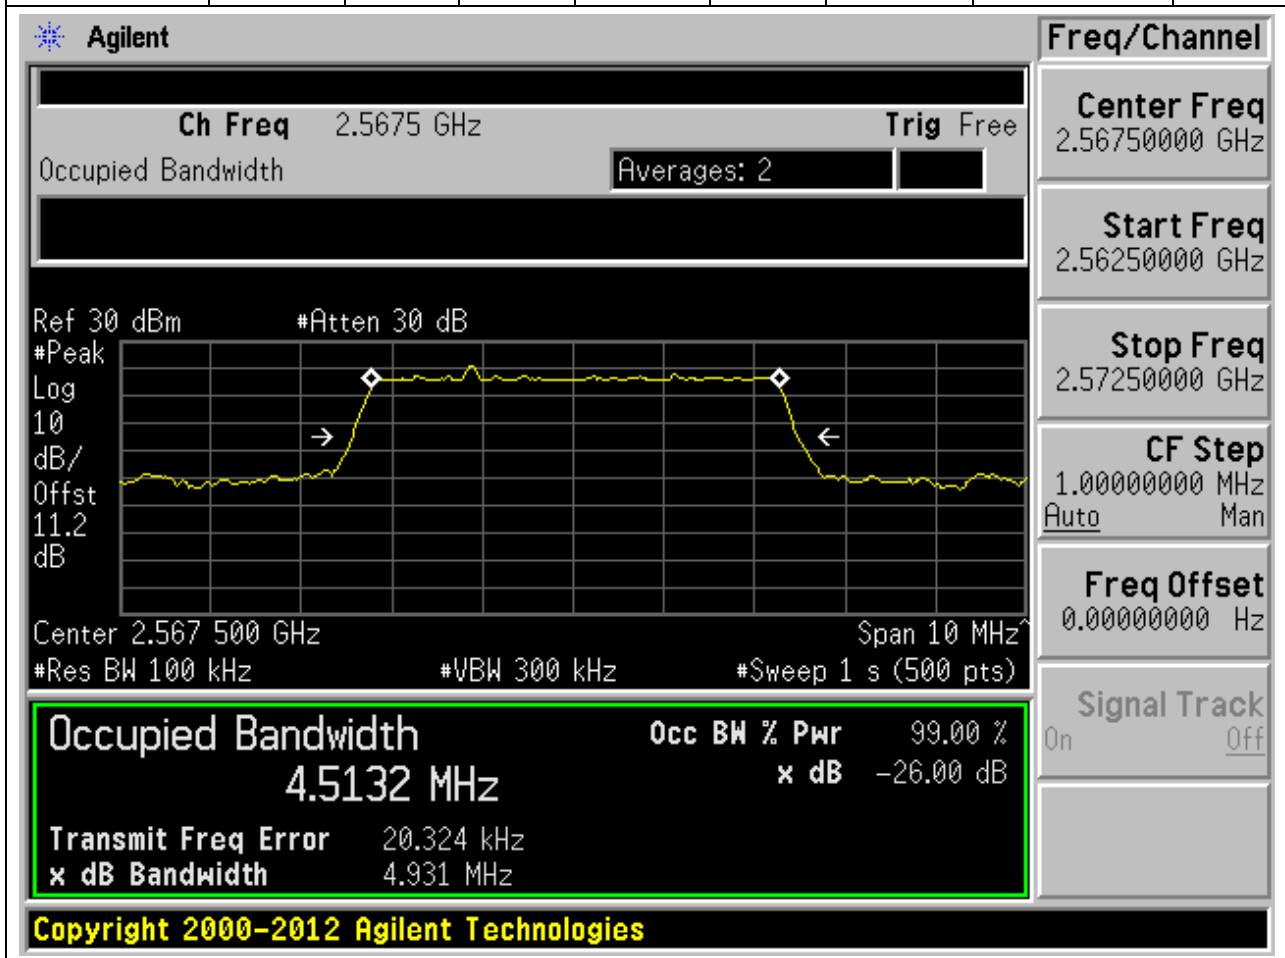 Agilent
Freq/Channel
Ch Freq 2.5675 GHz Trig Free
Occupied Bandwidth Averages: 2
Center Freq
2.56750000 GHz
Start Freq
2.56250000 GHz
Stop Freq
2.57250000 GHz
CF Step
1.00000000 MHz
Auto Man
Freq Offset
0.00000000 Hz
Signal Track
On Off
Ref 30 dBm #Atten 30 dB
#Peak
Log
10
dB/
Offst
11.2
dB
Center 2.567 500 GHz Span 10 MHz^
#Res BW 100 kHz #VBW 300 kHz #Sweep 1 s (500 pts)
Occupied Bandwidth Occ BW % Pwr 99.00 %
4.5132 MHz x dB -26.00 dB
Transmit Freq Error 20.324 kHz
x dB Bandwidth 4.931 MHz
Copyright 2000-2012 Agilent Technologies